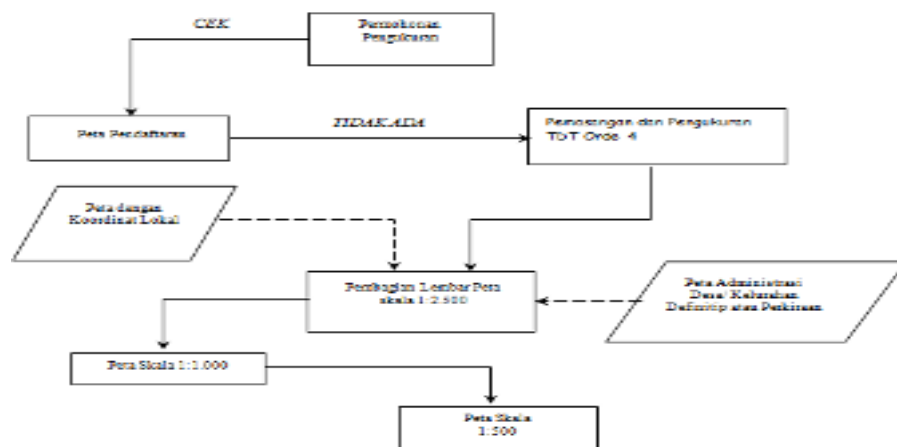 CEK
Permohonan
Pengukuran
Peta Pendaftaran
TIDAK ADA
Pemasangan dan Pengukuran
TDT Orde 4
Peta dengan
Koordinat Lokal
Pembagian Lembar Peta
skala 1:2.500
Peta Administrasi
Desa/ Kelurahan
Definitip atau Perkiraan
Peta Skala 1:1.000
Peta Skala
1:500